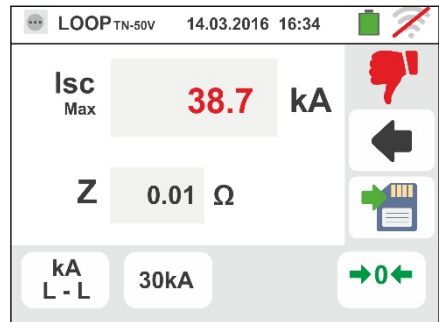 LOOP TN-50V 14.03.2016 16:34
Isc Max 38.7 kA
Z 0.01 Ω
kA L - L
30kA
→0←